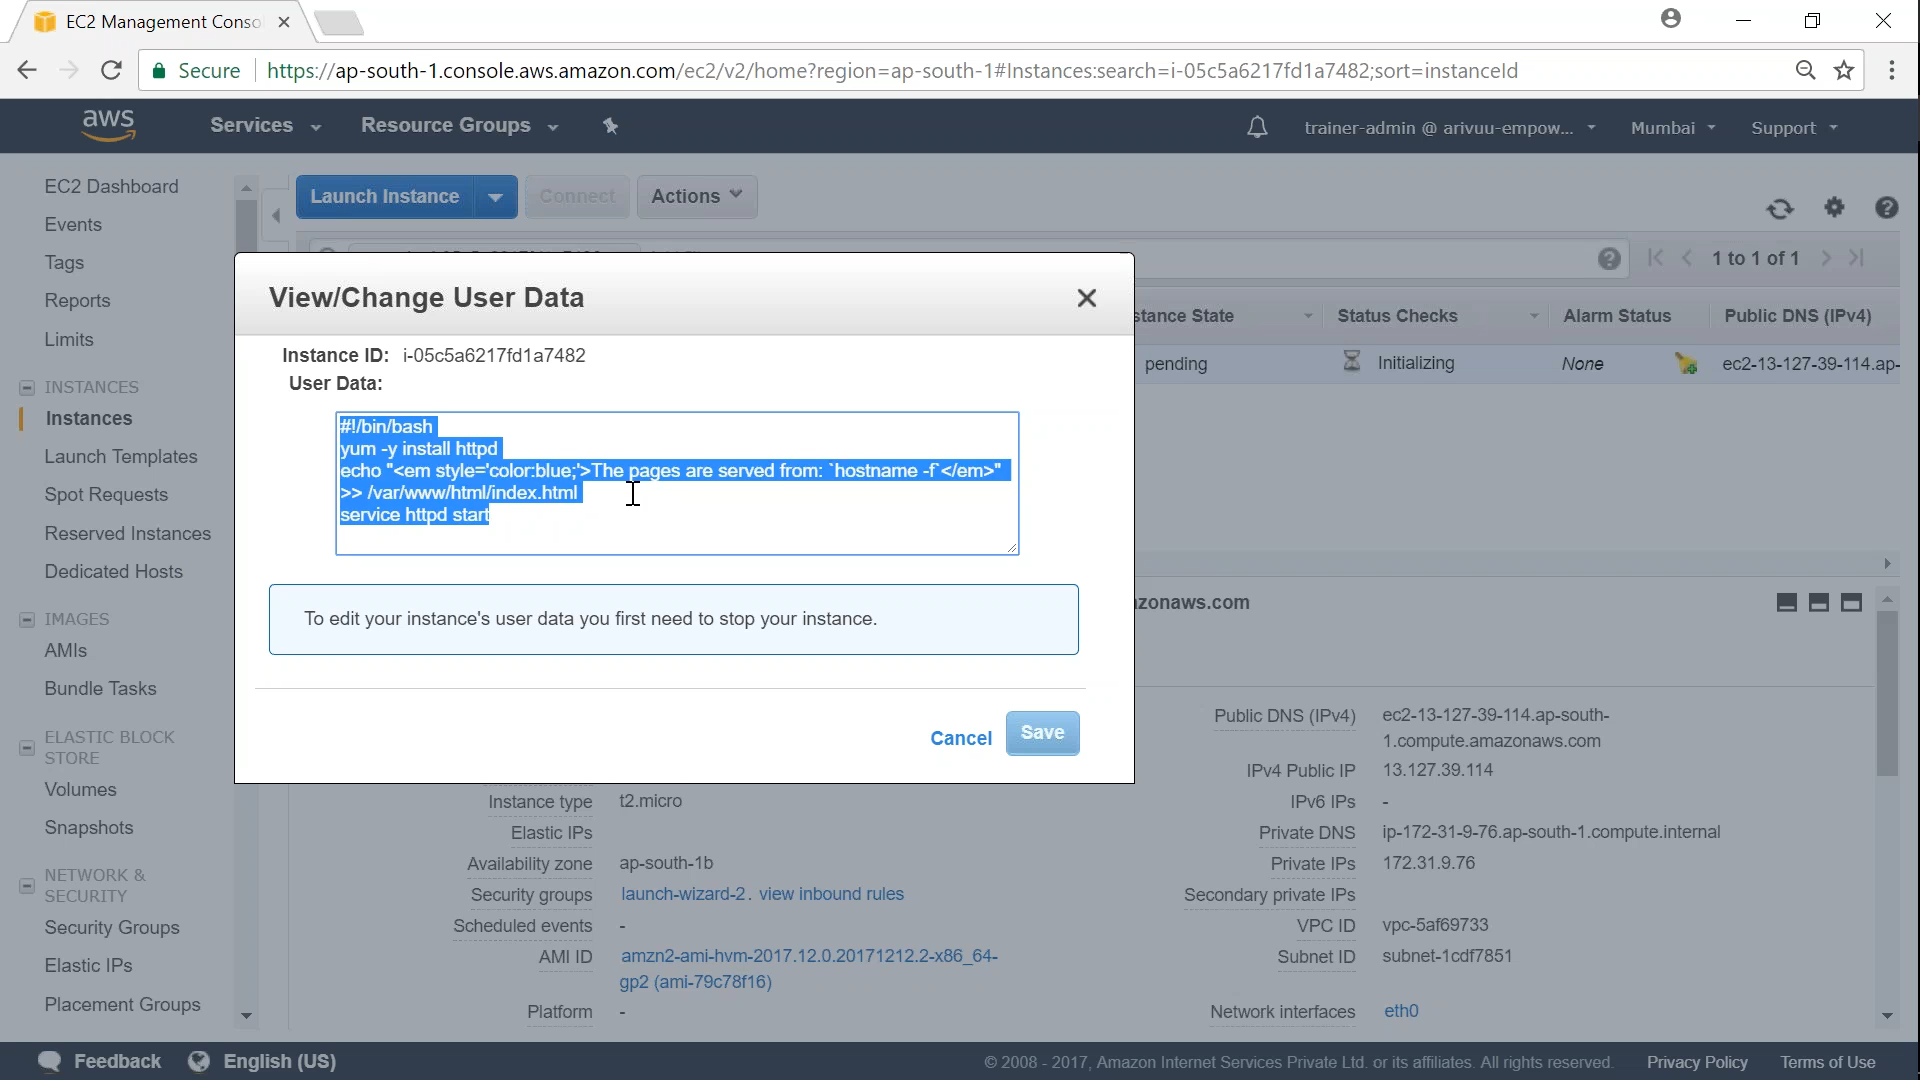 EC2 Management Conso
Secure
https://ap-south-1.console.aws.amazon.com/ec2/v2/home?region=ap-south-1#Instances:search=i-05c5a6217fd1a7482;sort=instanceId
aws
Services
Resource Groups
trainer-admin @ arivuu-empow...
Mumbai
Support
EC2 Dashboard
Events
Tags
Reports
Limits
INSTANCES
Instances
Launch Templates
Spot Requests
Reserved Instances
Dedicated Hosts
IMAGES
AMIs
Bundle Tasks
ELASTIC BLOCK
STORE
Volumes
Snapshots
NETWORK &
SECURITY
Security Groups
Elastic IPs
Placement Groups
Launch Instance
Connect
Actions
1 to 1 of 1
stance State
Status Checks
Alarm Status
Public DNS (IPv4)
pending
Initializing
None
ec2-13-127-39-114.ap-
View/Change User Data
Instance ID: i-05c5a6217fd1a7482
User Data:
#!/bin/bash
yum -y install httpd
echo "<em style='color:blue;'>The pages are served from: `hostname -f`</em>"
>> /var/www/html/index.html
service httpd start
To edit your instance's user data you first need to stop your instance.
Cancel
Save
zonaws.com
Instance type t2.micro
Elastic IPs
Availability zone ap-south-1b
Security groups launch-wizard-2. view inbound rules
Scheduled events -
AMI ID amzn2-ami-hvm-2017.12.0.20171212.2-x86_64-
gp2 (ami-79c78f16)
Platform -
Public DNS (IPv4) ec2-13-127-39-114.ap-south-
1.compute.amazonaws.com
IPv4 Public IP 13.127.39.114
IPv6 IPs -
Private DNS ip-172-31-9-76.ap-south-1.compute.internal
Private IPs 172.31.9.76
Secondary private IPs
VPC ID vpc-5af69733
Subnet ID subnet-1cdf7851
Network interfaces eth0
Feedback
English (US)
© 2008 - 2017, Amazon Internet Services Private Ltd. or its affiliates. All rights reserved.
Privacy Policy
Terms of Use